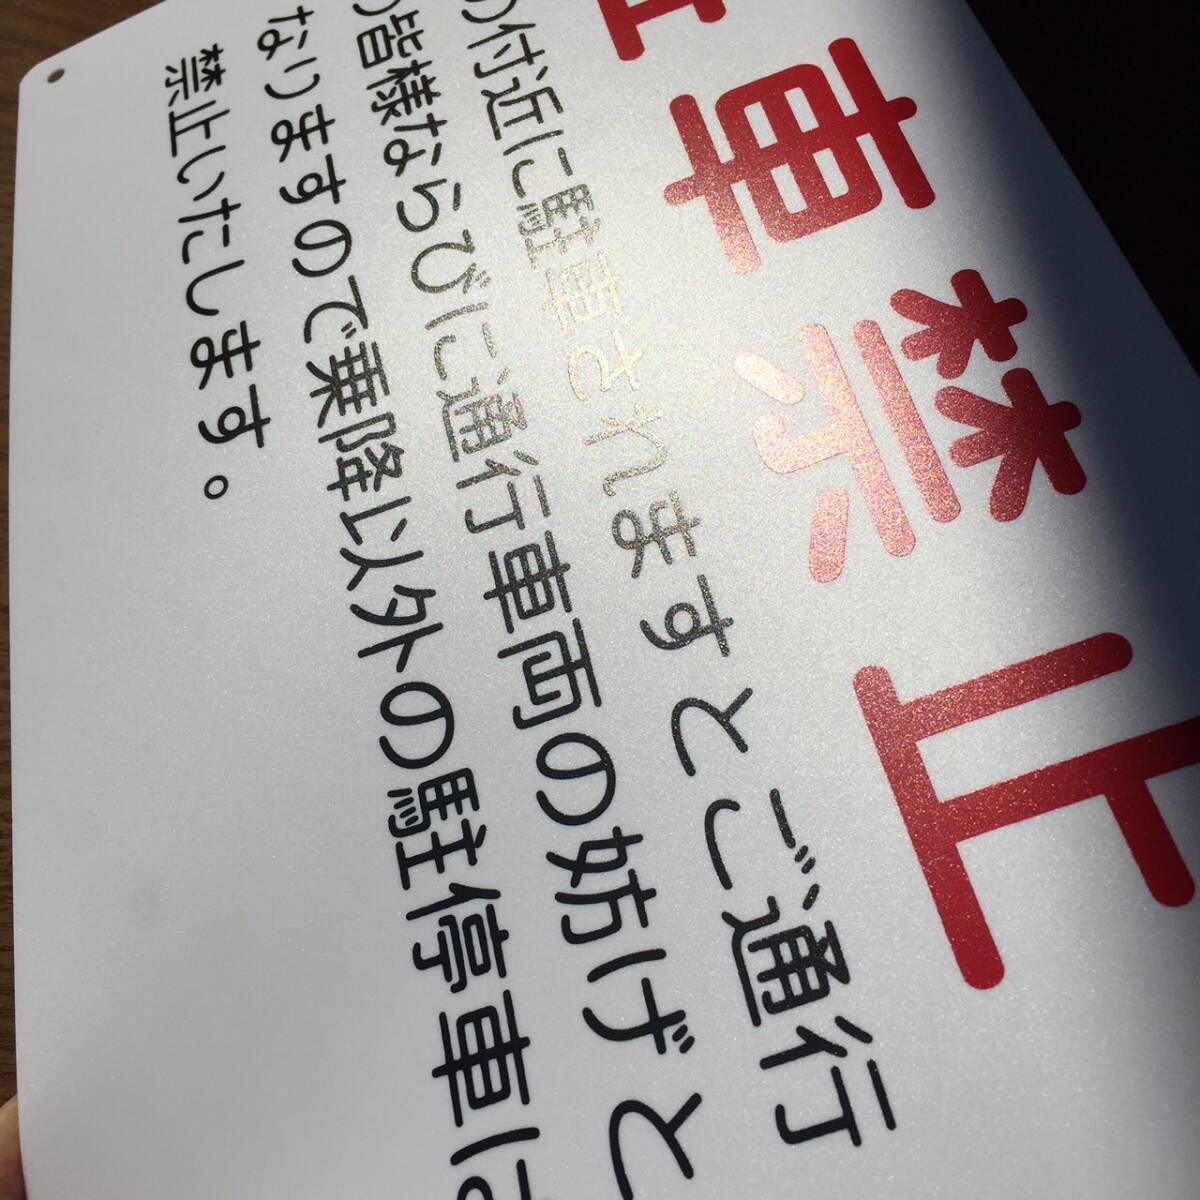 車禁止
の付近に駐車されますとご通行
の皆様ならびに通行車両の妨げと
なりますので乗降以外の駐停車は
禁止いたします。